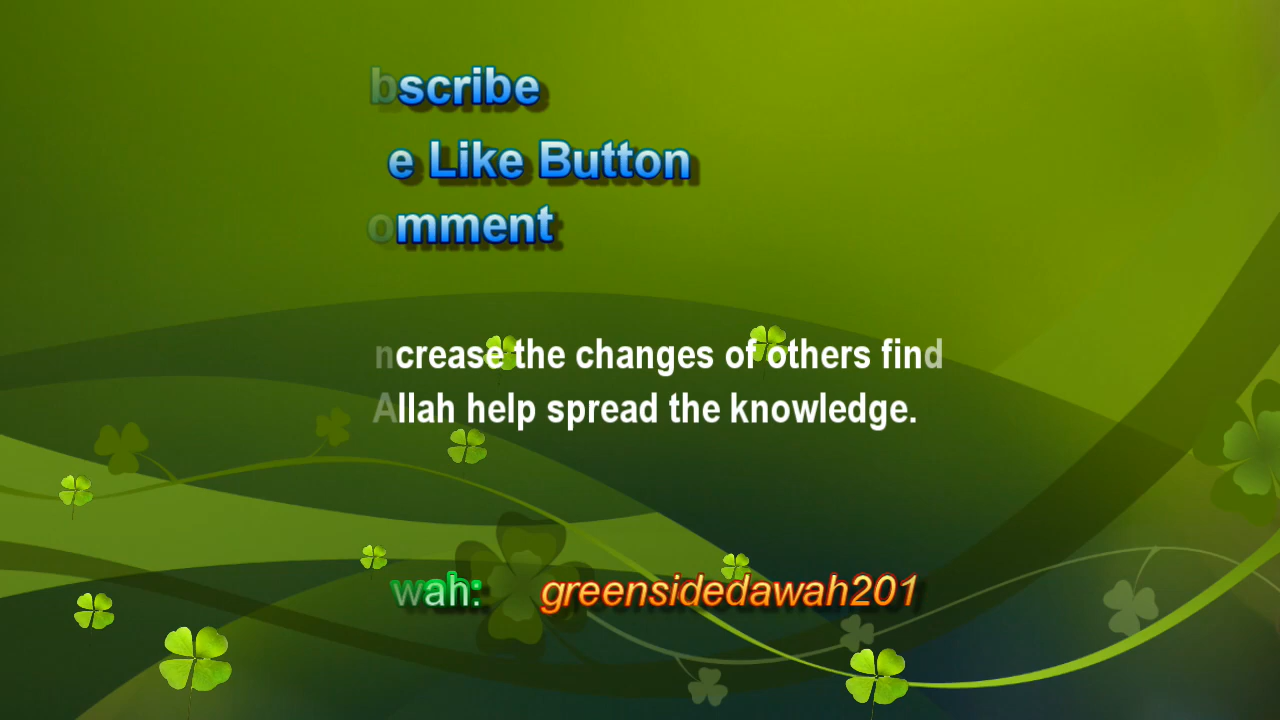 bscribe
e Like Button
omment
ncrease the changes of others find
Allah help spread the knowledge.
wah: greensidedawah201